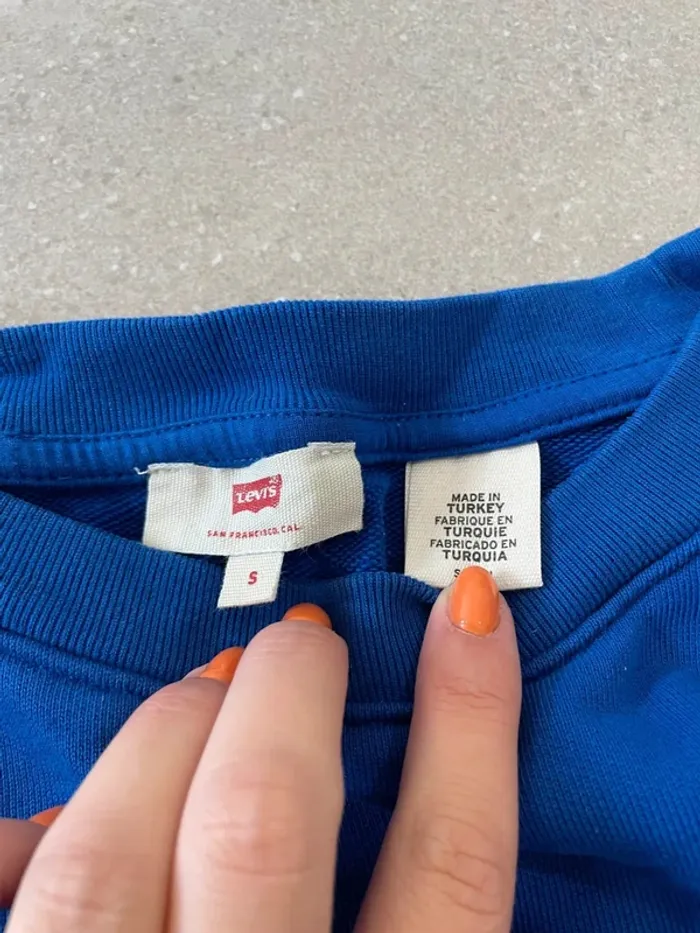 Levi's
SAN FRANCISCO, CAL.
S
MADE IN
TURKEY
FABRIQUE EN
TURQUIE
FABRICADO EN
TURQUIA